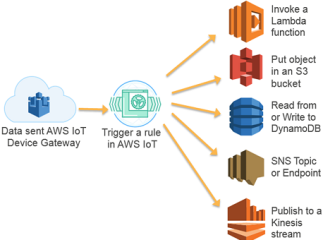 Invoke a
Lambda
function
Put object
in an S3
bucket
Data sent AWS IoT
Device Gateway
Trigger a rule
in AWS IoT
Read from
or Write to
DynamoDB
SNS Topic
or Endpoint
Publish to a
Kinesis
stream